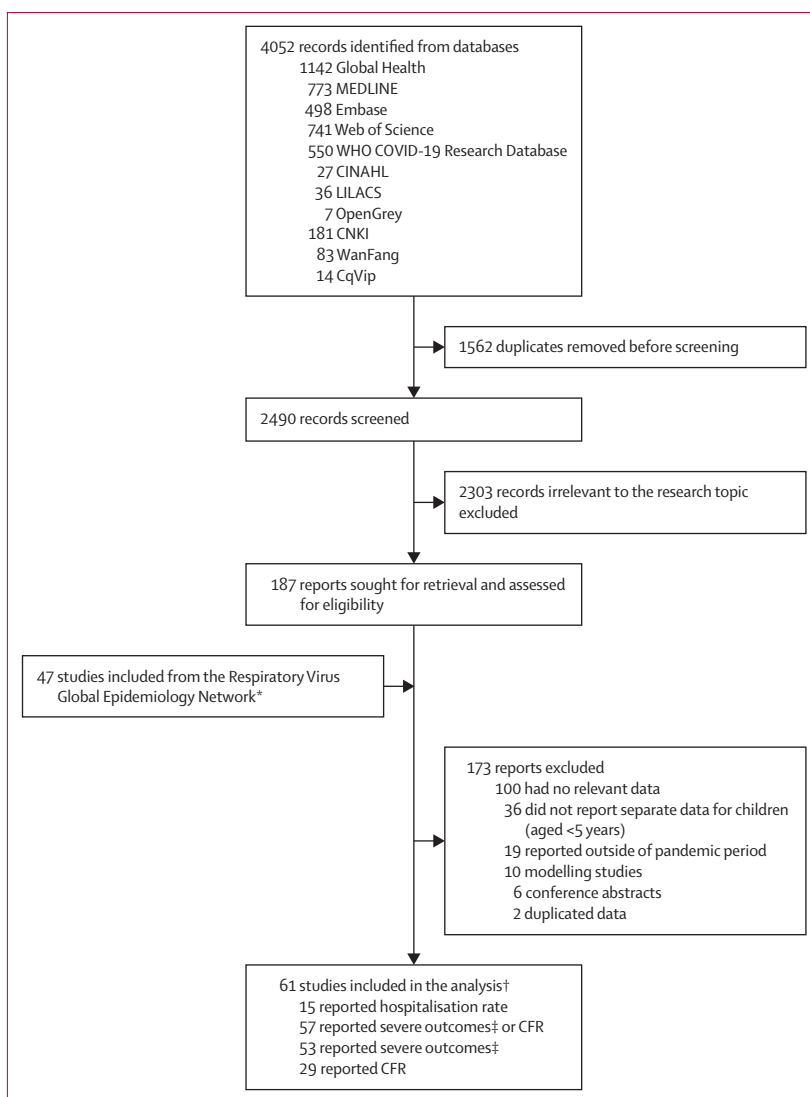 4052 records identified from databases
1142 Global Health
773 MEDLINE
498 Embase
741 Web of Science
550 WHO COVID-19 Research Database
27 CINAHL
36 LILACS
7 OpenGrey
181 CNKI
83 WanFang
14 CqVip
1562 duplicates removed before screening
2490 records screened
2303 records irrelevant to the research topic
excluded
187 reports sought for retrieval and assessed
for eligibility
47 studies included from the Respiratory Virus
Global Epidemiology Network*
173 reports excluded
100 had no relevant data
36 did not report separate data for children
(aged <5 years)
19 reported outside of pandemic period
10 modelling studies
6 conference abstracts
2 duplicated data
61 studies included in the analysis†
15 reported hospitalisation rate
57 reported severe outcomes‡ or CFR
53 reported severe outcomes‡
29 reported CFR